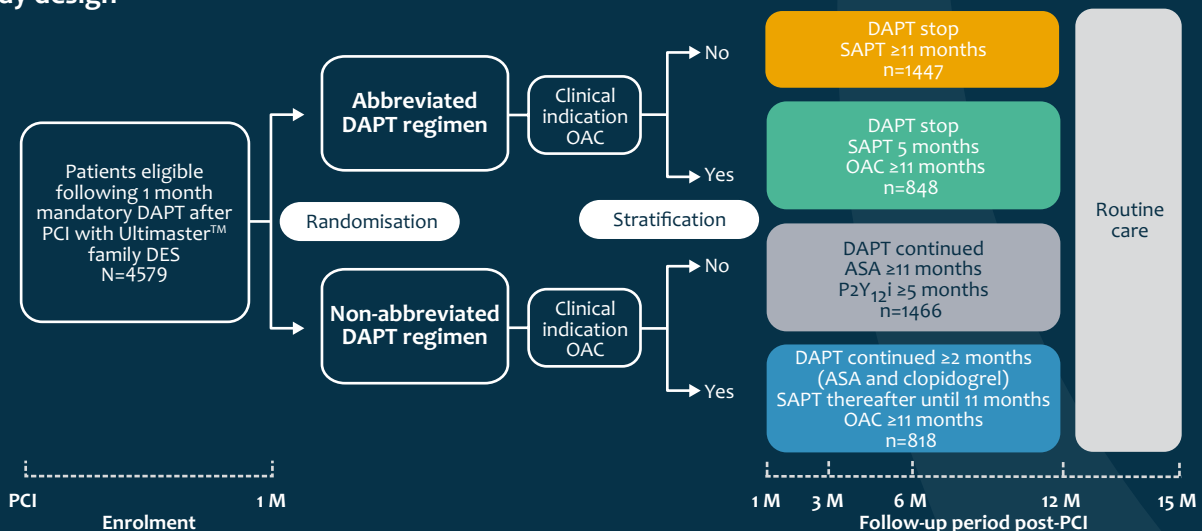 Patients eligible
following 1 month
mandatory DAPT after
PCI with Ultimaster™
family DES
N=4579
Randomisation
Abbreviated
DAPT regimen
Clinical
indication
OAC
No
Yes
Non-abbreviated
DAPT regimen
Clinical
indication
OAC
Stratification
No
Yes
DAPT stop
SAPT ≥11 months
n=1447
DAPT stop
SAPT 5 months
OAC ≥11 months
n=848
DAPT continued
ASA ≥11 months
P2Y₁₂i ≥5 months
n=1466
DAPT continued ≥2 months
(ASA and clopidogrel)
SAPT thereafter until 11 months
OAC ≥11 months
n=818
Routine
care
PCI
1 M
Enrolment
1 M
3 M
6 M
12 M
15 M
Follow-up period post-PCI